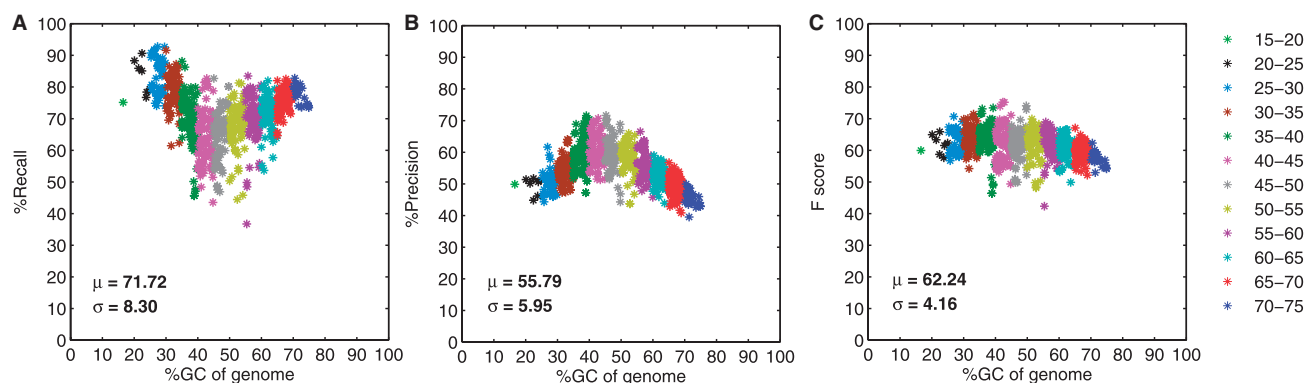 A
%Recall
100
90
80
70
60
50
40
30
20
10
0
μ = 71.72
σ = 8.30
0 10 20 30 40 50 60 70 80 90 100
%GC of genome
B
%Precision
100
90
80
70
60
50
40
30
20
10
0
μ = 55.79
σ = 5.95
0 10 20 30 40 50 60 70 80 90 100
%GC of genome
C
F score
100
90
80
70
60
50
40
30
20
10
0
μ = 62.24
σ = 4.16
0 10 20 30 40 50 60 70 80 90 100
%GC of genome
15-20
20-25
25-30
30-35
35-40
40-45
45-50
50-55
55-60
60-65
65-70
70-75